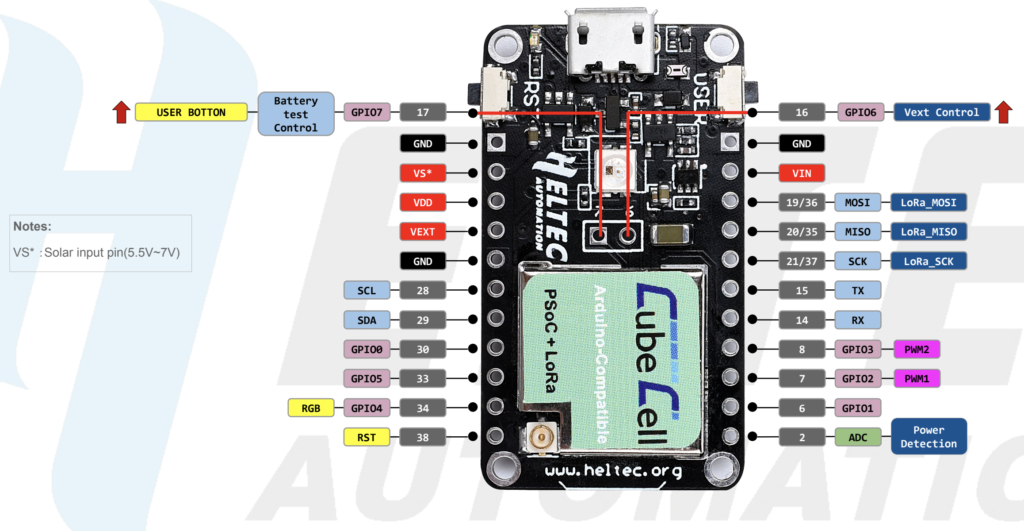 USER BOTTON
Battery
test
Control
GPIO7
17
GND
VS*
VDD
VEXT
GND
SCL
28
SDA
29
GPIO0
30
GPIO5
33
RGB
GPIO4
34
RST
38
Notes:
VS* : Solar input pin(5.5V~7V)
RST
USER
HELTEC
AUTOMATION
Cube Cell
Arduino-Compatible
PSoC + LoRa
www.heltec.org
16
GPIO6
Vext Control
GND
VIN
19/36
MOSI
LoRa_MOSI
20/35
MISO
LoRa_MISO
21/37
SCK
LoRa_SCK
15
TX
14
RX
8
GPIO3
PWM2
7
GPIO2
PWM1
6
GPIO1
2
ADC
Power
Detection
HELTEC
AUTOMATION